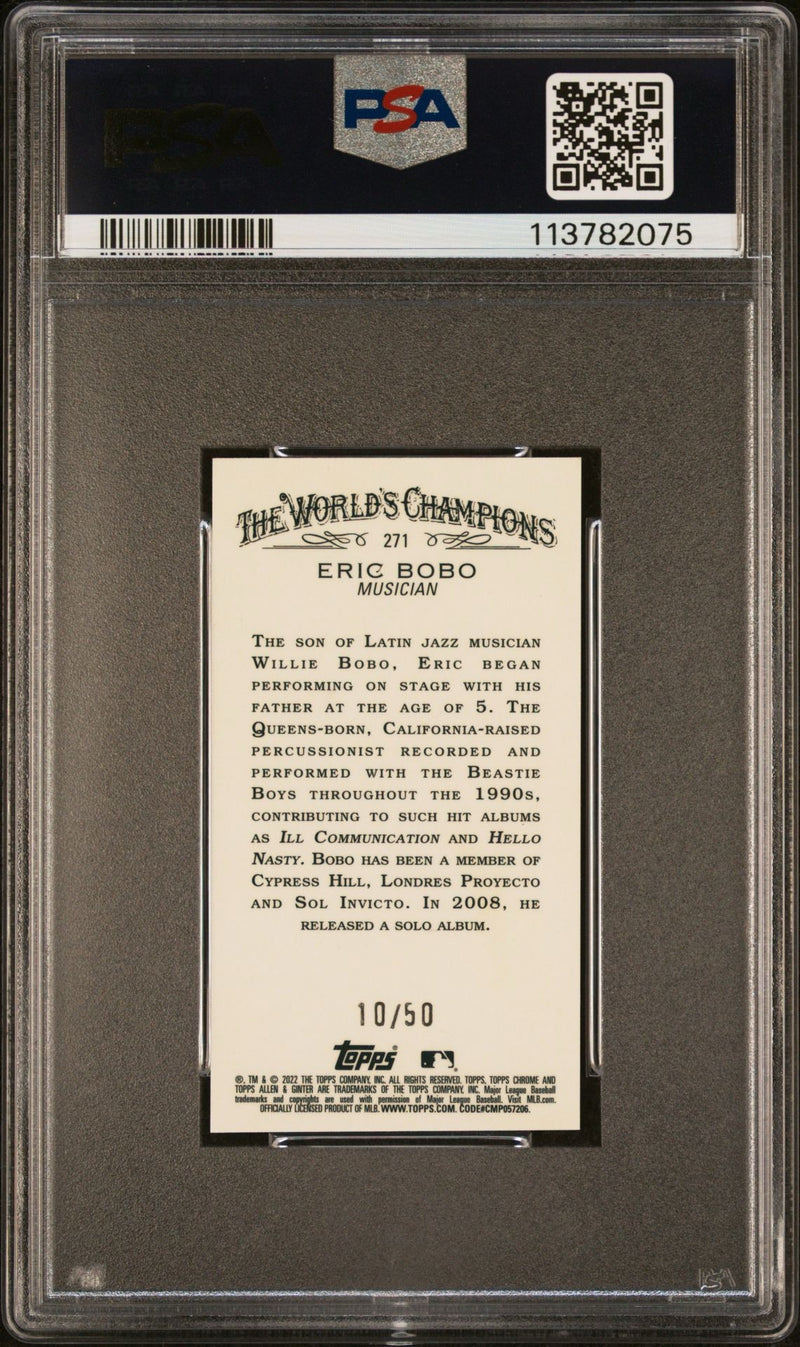 PSA
113782075
THE WORLD'S CHAMPIONS
271
ERIC BOBO
MUSICIAN
THE SON OF LATIN JAZZ MUSICIAN
WILLIE BOBO, ERIC BEGAN
PERFORMING ON STAGE WITH HIS
FATHER AT THE AGE OF 5. THE
QUEENS-BORN, CALIFORNIA-RAISED
PERCUSSIONIST RECORDED AND
PERFORMED WITH THE BEASTIE
BOYS THROUGHOUT THE 1990S,
CONTRIBUTING TO SUCH HIT ALBUMS
AS ILL COMMUNICATION AND HELLO
NASTY. BOBO HAS BEEN A MEMBER OF
CYPRESS HILL, LONDRES PROYECTO
AND SOL INVICTO. IN 2008, HE
RELEASED A SOLO ALBUM.
10/50
Topps
®, TM & © 2022 THE TOPPS COMPANY, INC. ALL RIGHTS RESERVED. TOPPS, TOPPS CHROME AND
TOPPS ALLEN & GINTER ARE TRADEMARKS OF THE TOPPS COMPANY, INC. Major League Baseball
trademarks and copyrights are used with permission of Major League Baseball. Visit MLB.com.
OFFICIALLY LICENSED PRODUCT OF MLB. WWW.TOPPS.COM. CODE#CMP057206.